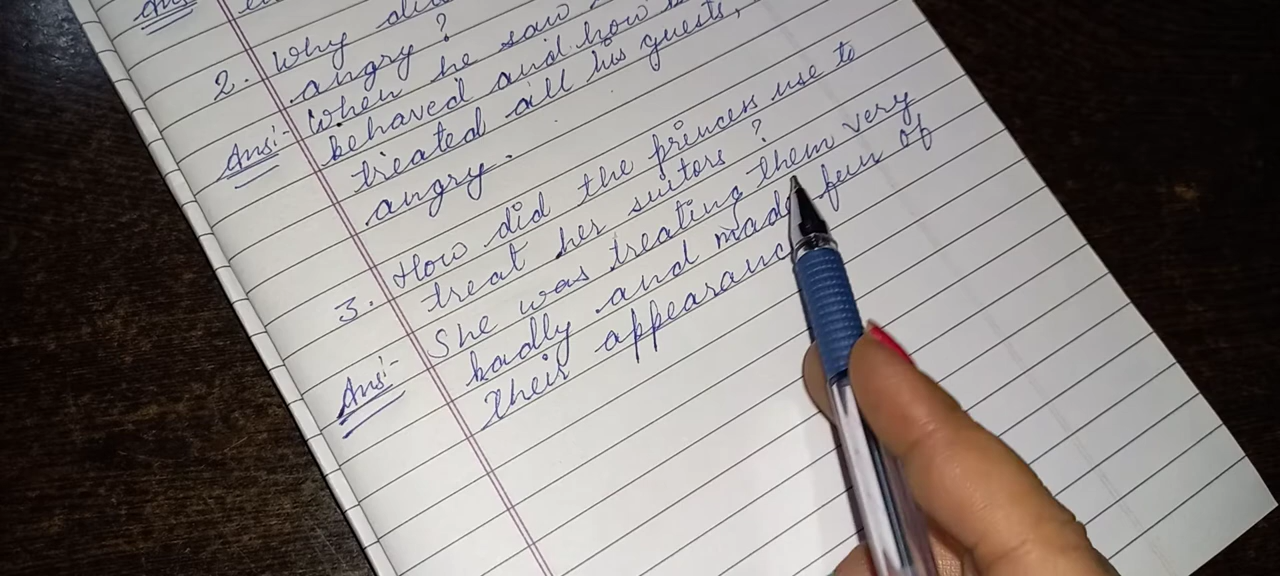 Ans
2. Why did
angry ?
Ans:- When he saw
behaved and how
treated all his guests,
angry.
3. How did the princess use to
treat her suitors ?
Ans:- She was treating them very
badly and made fun of
their appearance